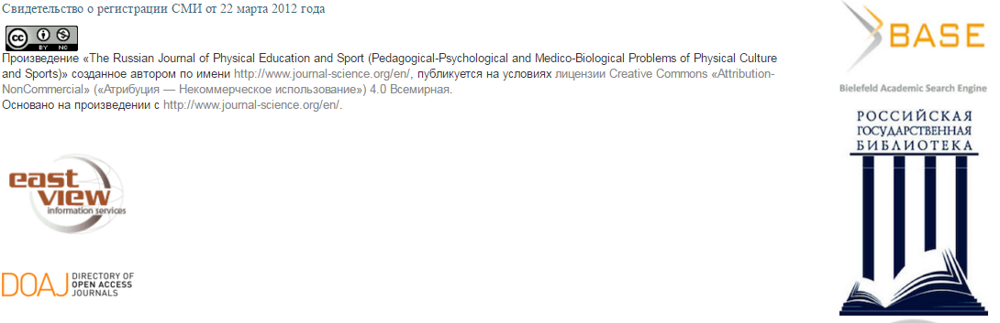 Свидетельство о регистрации СМИ от 22 марта 2012 года
cc
BY NC
Произведение «The Russian Journal of Physical Education and Sport (Pedagogical-Psychological and Medico-Biological Problems of Physical Culture
and Sports)» созданное автором по имени http://www.journal-science.org/en/, публикуется на условиях лицензии Creative Commons «Attribution-
NonCommercial» («Атрибуция — Некоммерческое использование») 4.0 Всемирная.
Основано на произведении с http://www.journal-science.org/en/.
east
view
information services
DOAJ DIRECTORY OF
OPEN ACCESS
JOURNALS
BASE
Bielefeld Academic Search Engine
РОССИЙСКАЯ
ГОСУДАРСТВЕННАЯ
БИБЛИОТЕКА